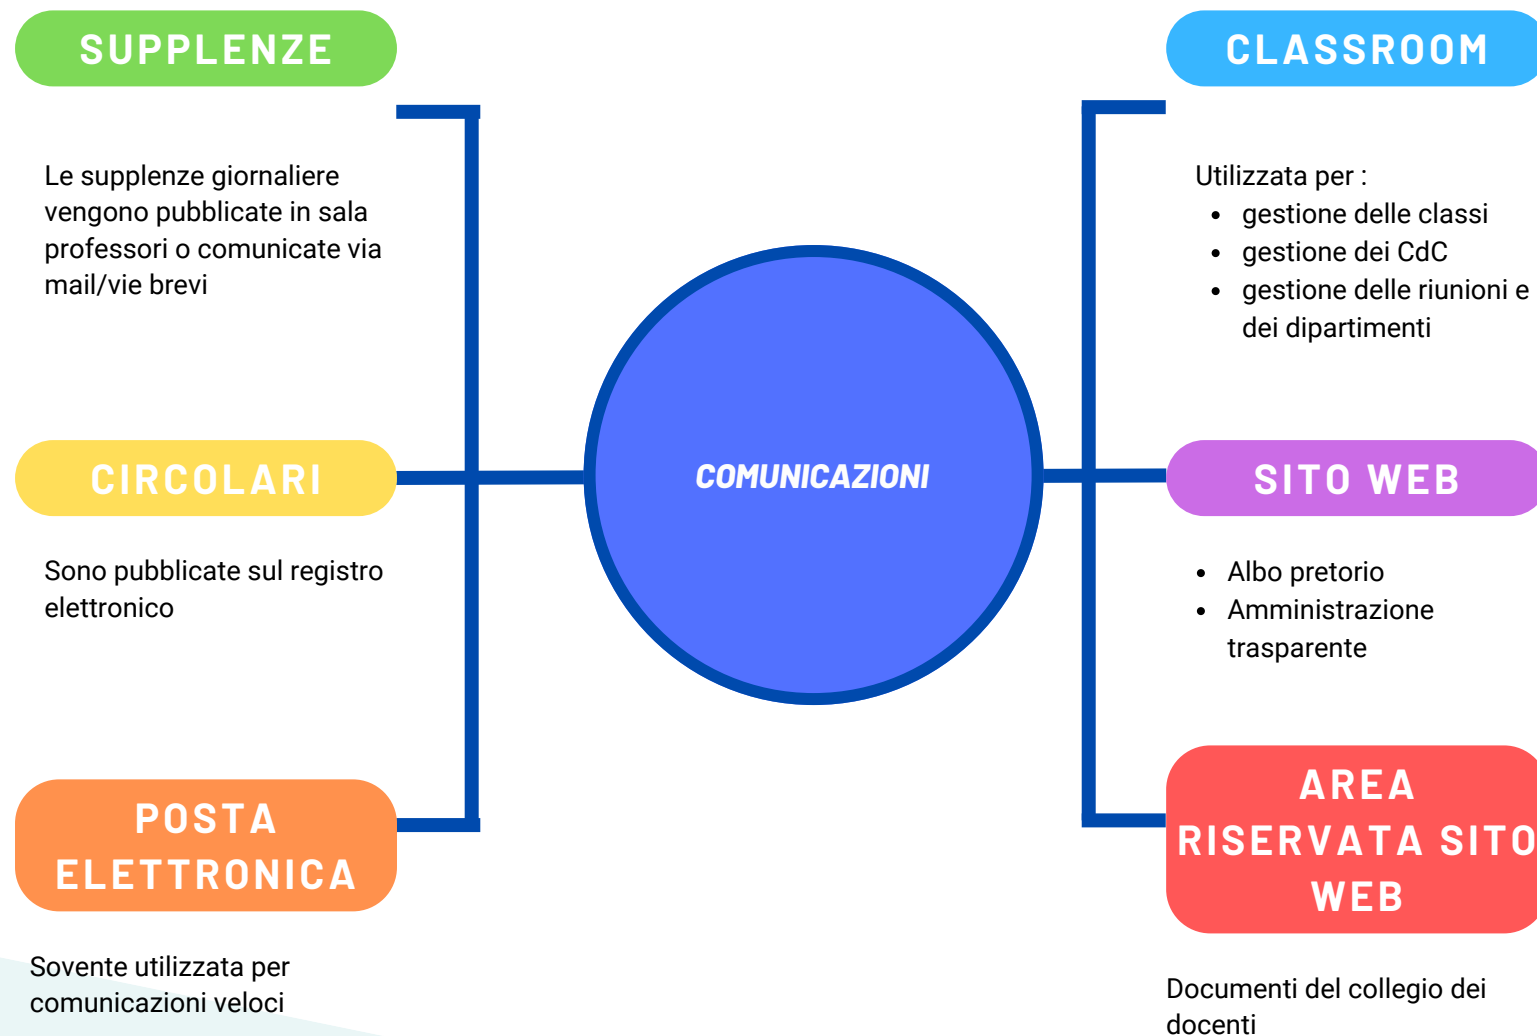 SUPPLENZE
Le supplenze giornaliere
vengono pubblicate in sala
professori o comunicate via
mail/vie brevi
CIRCOLARI
Sono pubblicate sul registro
elettronico
POSTA
ELETTRONICA
Sovente utilizzata per
comunicazioni veloci
COMUNICAZIONI
CLASSROOM
Utilizzata per :
• gestione delle classi
• gestione dei CdC
• gestione delle riunioni e
dei dipartimenti
SITO WEB
• Albo pretorio
• Amministrazione
trasparente
AREA
RISERVATA SITO
WEB
Documenti del collegio dei
docenti